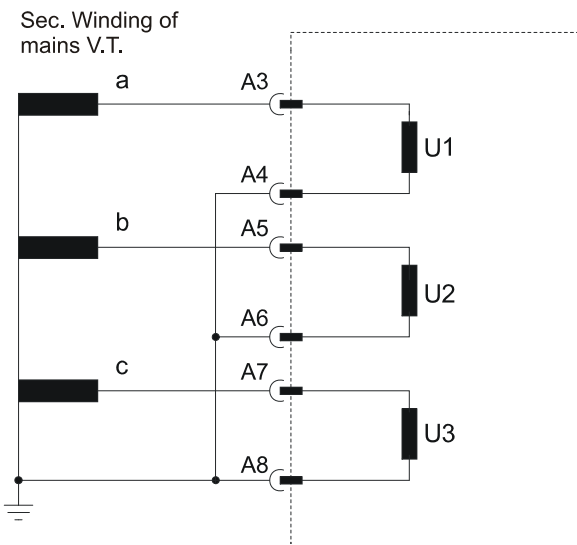 Sec. Winding of
mains V.T.
a
A3
U1
A4
b
A5
U2
A6
c
A7
U3
A8